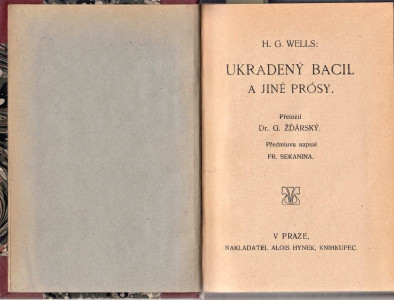 H. G. WELLS:
UKRADENÝ BACIL
A JINÉ PRÓSY.
Přeložil
Dr. G. ŽĎÁRSKÝ.
Předmluvu napsal
FR. SEKANINA.
V PRAZE,
NAKLADATEL ALOIS HYNEK, KNIHKUPEC.